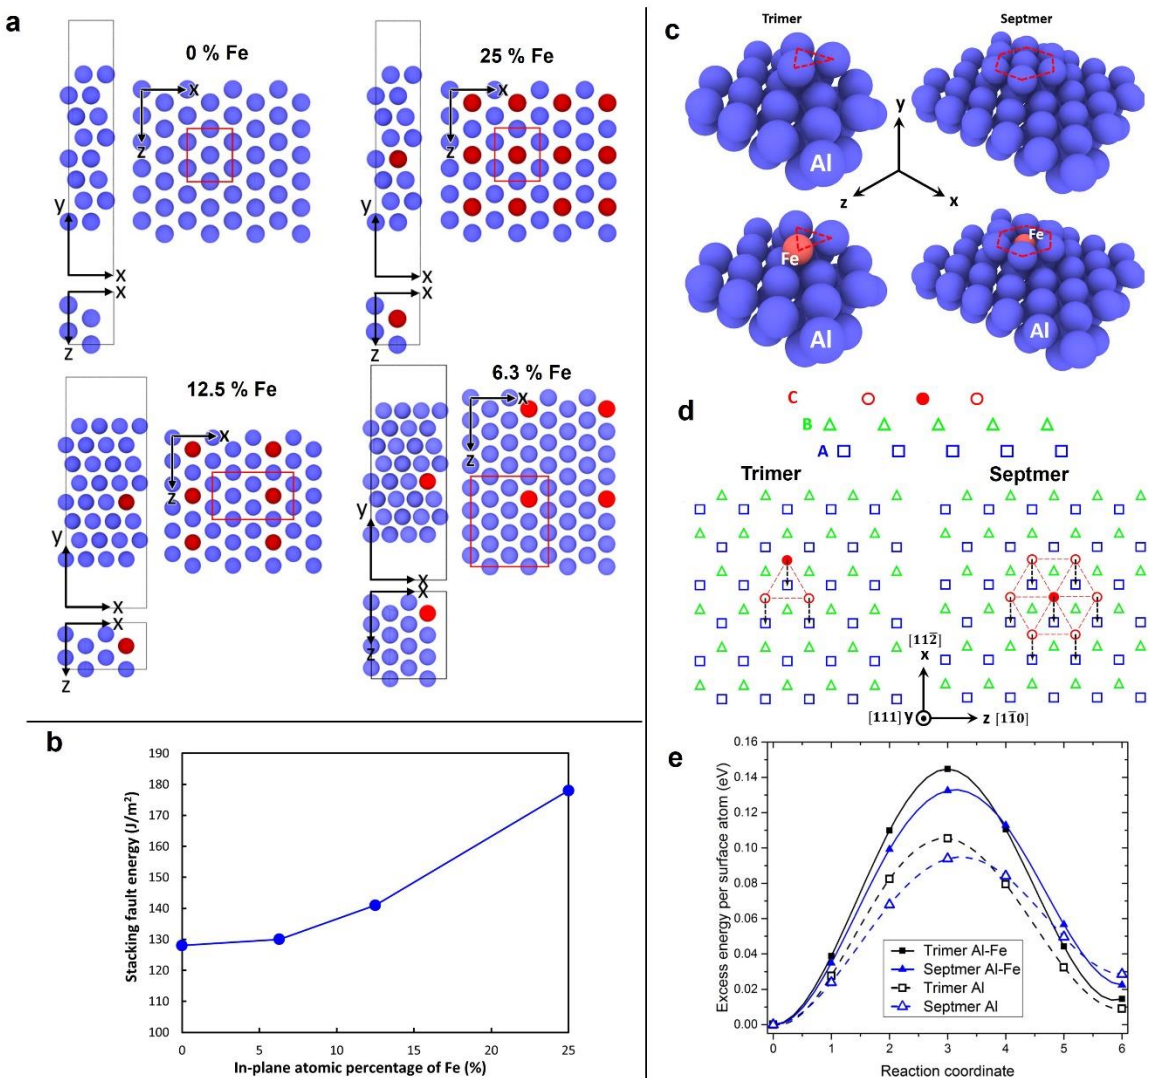 a
0 % Fe
x
z
y
x
x
z
25 % Fe
x
z
y
x
x
z
12.5 % Fe
x
z
y
x
x
z
6.3 % Fe
x
z
y
x
x
z
b
190
180
170
160
150
140
130
120
110
100
Stacking fault energy (J/m²)
0
5
10
15
20
25
In-plane atomic percentage of Fe (%)
c
Trimer
Septmer
Al
y
z
x
Fe
Al
Fe
Al
d
C
B
A
Trimer
Septmer
[112̅]
x
[111] y
z [11̅0]
e
0.16
0.14
0.12
0.10
0.08
0.06
0.04
0.02
0.00
Excess energy per surface atom (eV)
Trimer Al-Fe
Septmer Al-Fe
Trimer Al
Septmer Al
0
1
2
3
4
5
6
Reaction coordinate